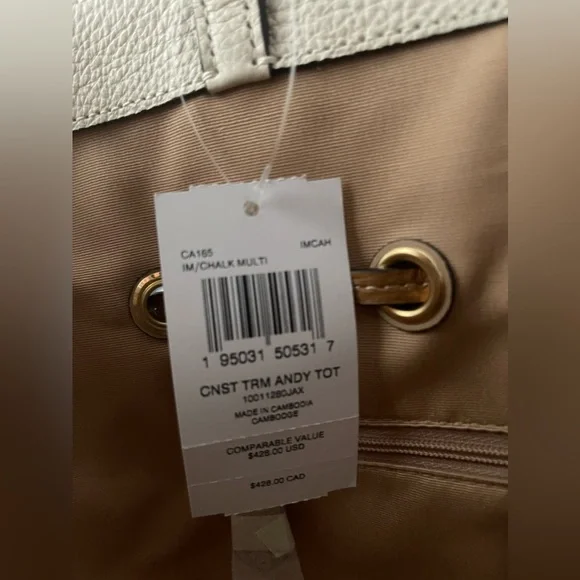 CA165 IMCAH
IM/CHALK MULTI
1 95031 50531 7
CNST TRM ANDY TOT
10011280JAX
MADE IN CAMBODIA
CAMBODGE
COMPARABLE VALUE
$428.00 USD
$428.00 CAD